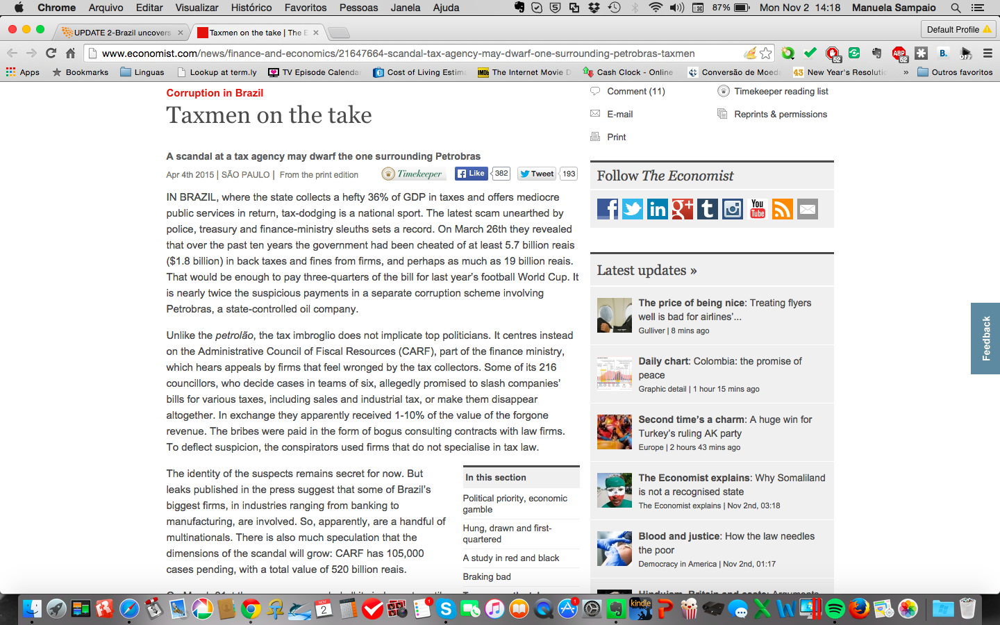 Chrome Arquivo Editar Visualizar Histórico Favoritos Pessoas Janela Ajuda 87% Mon Nov 2 14:18 Manuela Sampaio
UPDATE 2-Brazil uncovers Taxmen on the take | The E Default Profile
www.economist.com/news/finance-and-economics/21647664-scandal-tax-agency-may-dwarf-one-surrounding-petrobras-taxmen
Apps Bookmarks Linguas Lookup at term.ly TV Episode Calenda Cost of Living Estim The Internet Movie D Cash Clock - Online Conversão de Moed New Year's Resoluti » Outros favoritos
Corruption in Brazil
Taxmen on the take
A scandal at a tax agency may dwarf the one surrounding Petrobras
Apr 4th 2015 | SÃO PAULO | From the print edition Timekeeper Like 382 Tweet 193
IN BRAZIL, where the state collects a hefty 36% of GDP in taxes and offers mediocre
public services in return, tax-dodging is a national sport. The latest scam unearthed by
police, treasury and finance-ministry sleuths sets a record. On March 26th they revealed
that over the past ten years the government had been cheated of at least 5.7 billion reais
($1.8 billion) in back taxes and fines from firms, and perhaps as much as 19 billion reais.
That would be enough to pay three-quarters of the bill for last year's football World Cup. It
is nearly twice the suspicious payments in a separate corruption scheme involving
Petrobras, a state-controlled oil company.
Unlike the petrolão, the tax imbroglio does not implicate top politicians. It centres instead
on the Administrative Council of Fiscal Resources (CARF), part of the finance ministry,
which hears appeals by firms that feel wronged by the tax collectors. Some of its 216
councillors, who decide cases in teams of six, allegedly promised to slash companies'
bills for various taxes, including sales and industrial tax, or make them disappear
altogether. In exchange they apparently received 1-10% of the value of the forgone
revenue. The bribes were paid in the form of bogus consulting contracts with law firms.
To deflect suspicion, the conspirators used firms that do not specialise in tax law.
The identity of the suspects remains secret for now. But
leaks published in the press suggest that some of Brazil's
biggest firms, in industries ranging from banking to
manufacturing, are involved. So, apparently, are a handful of
multinationals. There is also much speculation that the
dimensions of the scandal will grow: CARF has 105,000
cases pending, with a total value of 520 billion reais.
In this section
Political priority, economic
gamble
Hung, drawn and first-
quartered
A study in red and black
Braking bad
Comment (11)
Timekeeper reading list
E-mail
Reprints & permissions
Print
Follow The Economist
You
Tube
Latest updates »
The price of being nice: Treating flyers
well is bad for airlines'...
Gulliver | 8 mins ago
Daily chart: Colombia: the promise of
peace
Graphic detail | 1 hour 15 mins ago
Second time's a charm: A huge win for
Turkey's ruling AK party
Europe | 2 hours 43 mins ago
The Economist explains: Why Somaliland
is not a recognised state
The Economist explains | Nov 2nd, 03:18
Blood and justice: How the law needles
the poor
Democracy in America | Nov 2nd, 01:17
Feedback
NOV
2
kindle